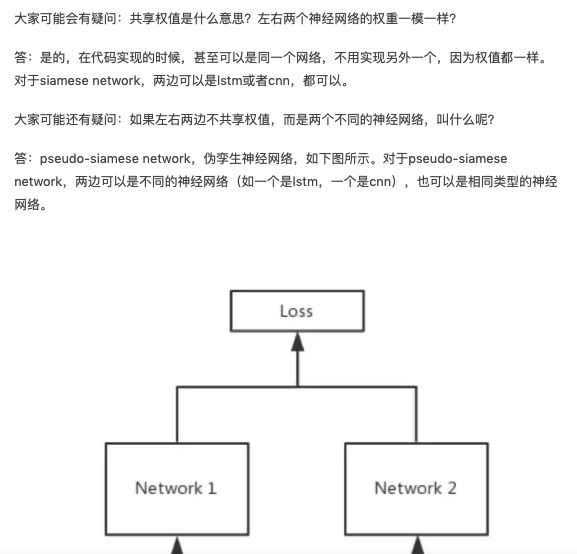 大家可能会有疑问：共享权值是什么意思？左右两个神经网络的权重一模一样？
答：是的，在代码实现的时候，甚至可以是同一个网络，不用实现另外一个，因为权值都一样。
对于siamese network，两边可以是lstm或者cnn，都可以。
大家可能还有疑问：如果左右两边不共享权值，而是两个不同的神经网络，叫什么呢？
答：pseudo-siamese network，伪孪生神经网络，如下图所示。对于pseudo-siamese
network，两边可以是不同的神经网络（如一个是lstm，一个是cnn），也可以是相同类型的神经
网络。
Loss
Network 1
Network 2